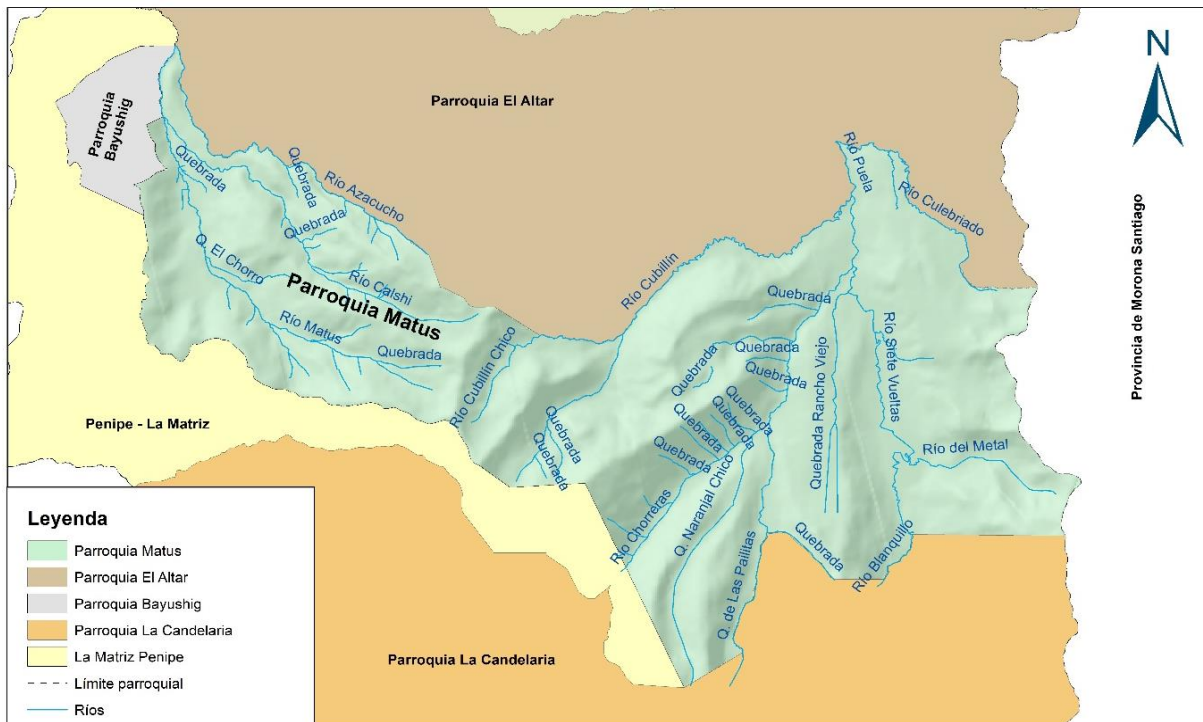 N
Parroquia El Altar
Parroquia
Bayushig
Quebrada
Quebrada
Río Azacucho
Río Puela
Río Culebriado
Provincia de Morona Santiago
Quebrada
Q. El Chorro
Río Calshi
Parroquia Matus
Río Cubillín
Quebrada
Río Matus
Quebrada
Río Siete Vueltas
Quebrada
Quebrada
Quebrada
Río Cubillín Chico
Quebrada Rancho Viejo
Quebrada
Quebrada
Quebrada
Quebrada
Penipe - La Matriz
Quebrada
Quebrada
Río del Metal
Río Chorreras
Q. Naranjal Chico
Q. de Las Pailitas
Quebrada
Río Blanquillo
Parroquia La Candelaria
Leyenda
Parroquia Matus
Parroquia El Altar
Parroquia Bayushig
Parroquia La Candelaria
La Matriz Penipe
Límite parroquial
Ríos